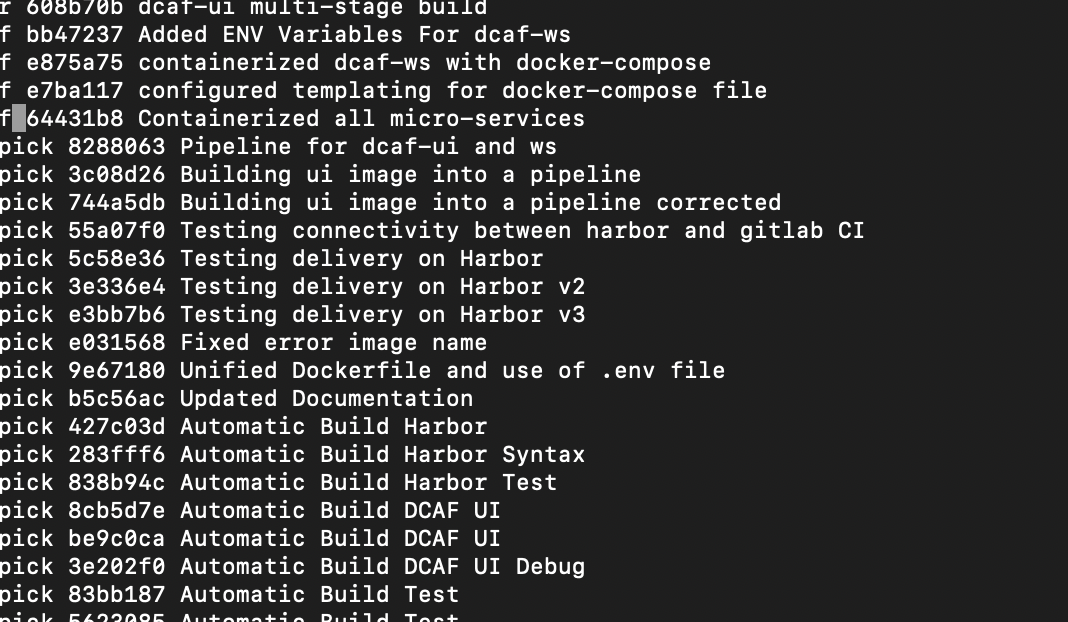 r 608b70b dcaf-ui multi-stage build
f bb47237 Added ENV Variables For dcaf-ws
f e875a75 containerized dcaf-ws with docker-compose
f e7ba117 configured templating for docker-compose file
f 64431b8 Containerized all micro-services
pick 8288063 Pipeline for dcaf-ui and ws
pick 3c08d26 Building ui image into a pipeline
pick 744a5db Building ui image into a pipeline corrected
pick 55a07f0 Testing connectivity between harbor and gitlab CI
pick 5c58e36 Testing delivery on Harbor
pick 3e336e4 Testing delivery on Harbor v2
pick e3bb7b6 Testing delivery on Harbor v3
pick e031568 Fixed error image name
pick 9e67180 Unified Dockerfile and use of .env file
pick b5c56ac Updated Documentation
pick 427c03d Automatic Build Harbor
pick 283fff6 Automatic Build Harbor Syntax
pick 838b94c Automatic Build Harbor Test
pick 8cb5d7e Automatic Build DCAF UI
pick be9c0ca Automatic Build DCAF UI
pick 3e202f0 Automatic Build DCAF UI Debug
pick 83bb187 Automatic Build Test
pick 5623085 Automatic Build Test